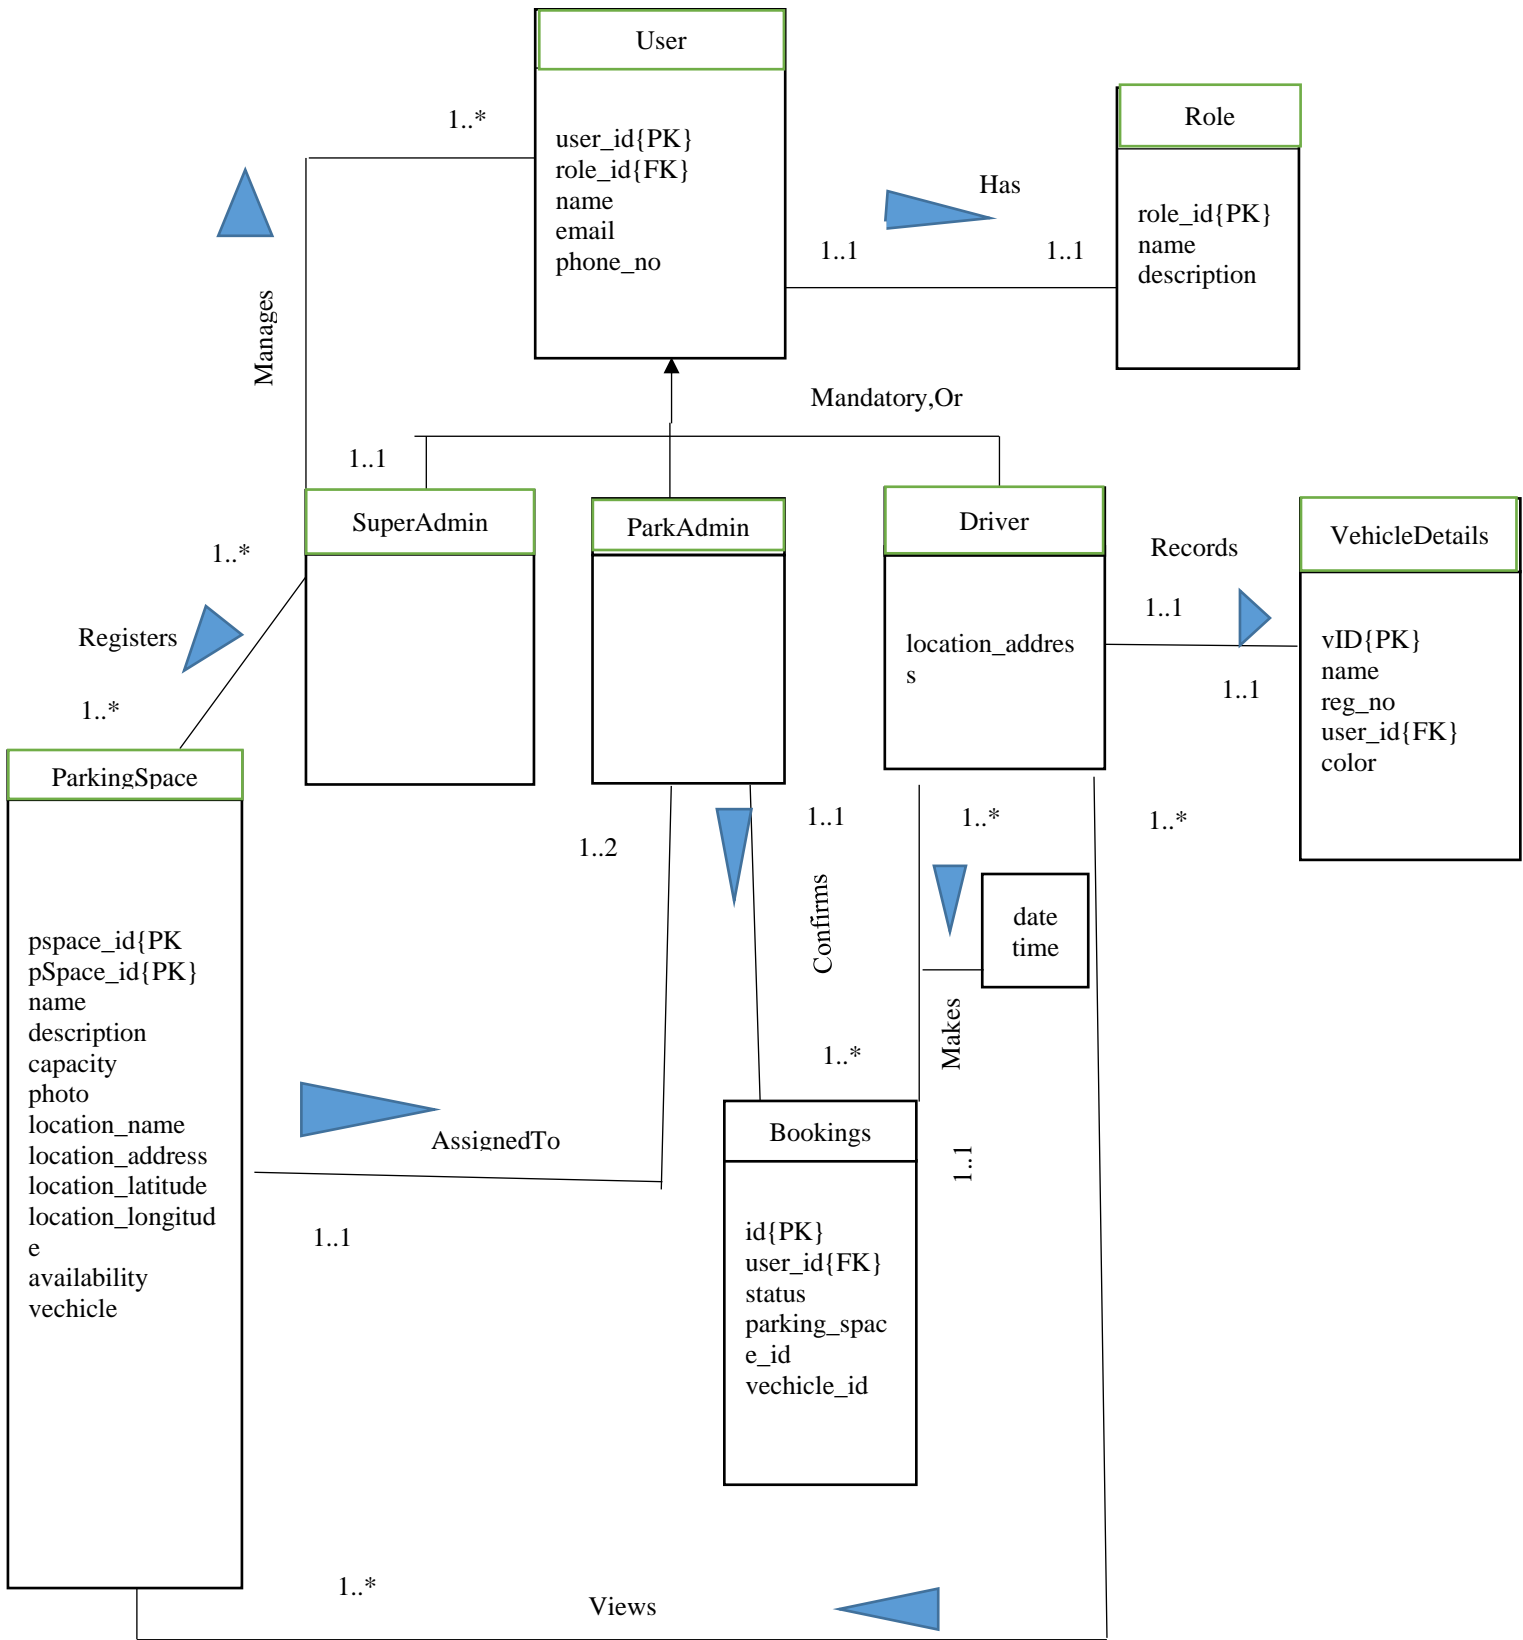 User
1..*
user_id{PK}
role_id{FK}
name
email
phone_no
Role
role_id{PK}
name
description
Has
1..1
1..1
Manages
Mandatory,Or
1..1
SuperAdmin
ParkAdmin
Driver
location_addres
s
Records
1..1
1..1
VehicleDetails
vID{PK}
name
reg_no
user_id{FK}
color
1..*
Registers
1..*
ParkingSpace
pspace_id{PK
pSpace_id{PK}
name
description
capacity
photo
location_name
location_address
location_latitude
location_longitud
e
availability
vechicle
1..2
1..1
1..*
1..*
Confirms
date
time
Makes
1..*
AssignedTo
1..1
1..1
Bookings
id{PK}
user_id{FK}
status
parking_spac
e_id
vechicle_id
1..*
Views